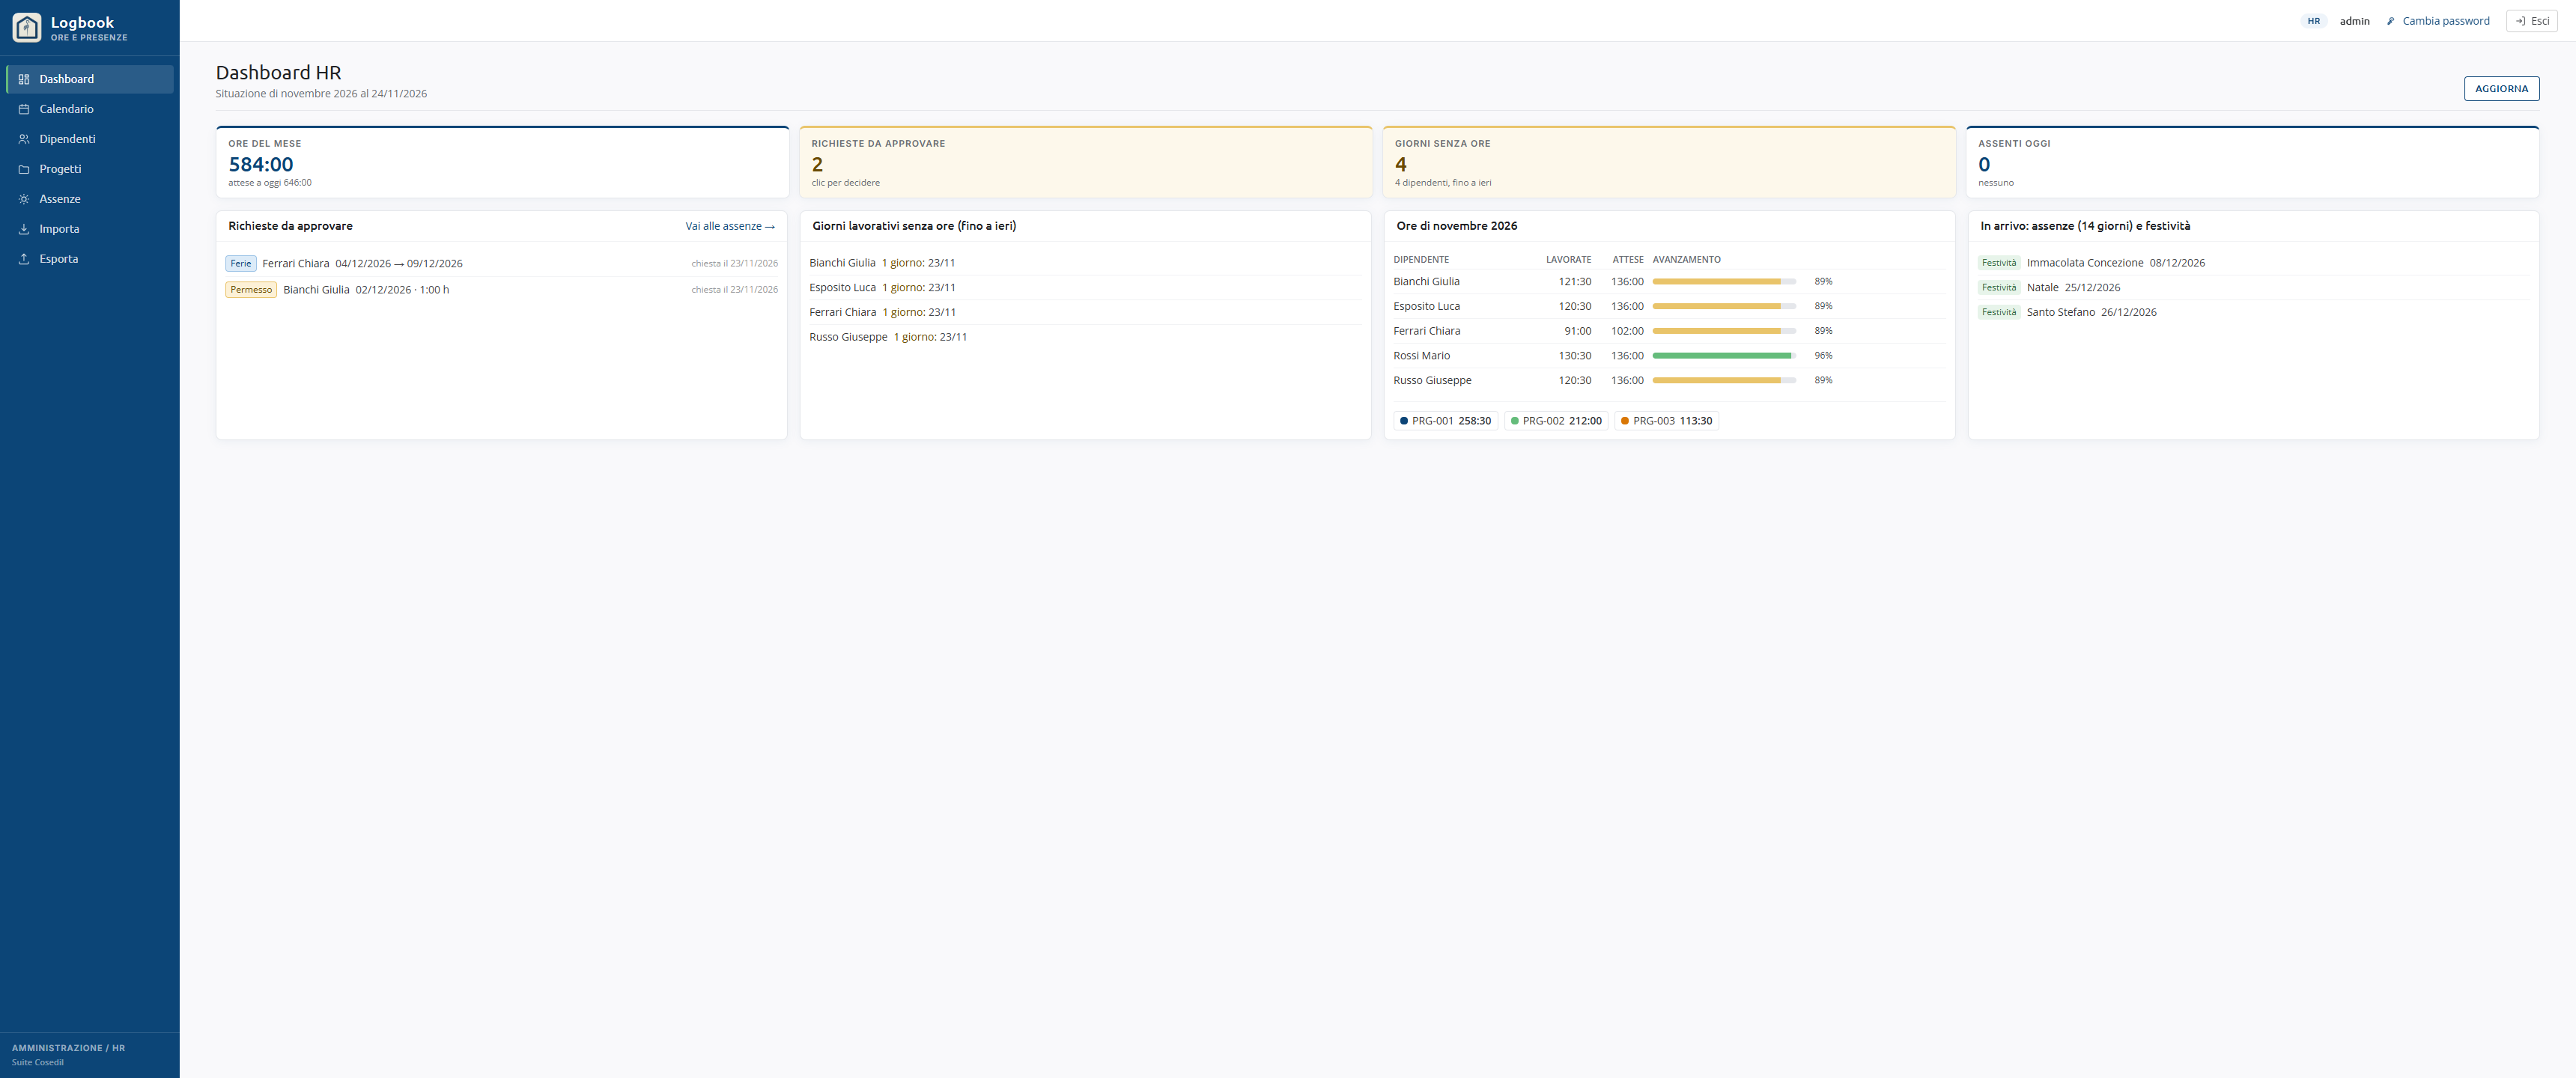 Logbook
ORE E PRESENZE
Dashboard
Calendario
Dipendenti
Progetti
Assenze
Importa
Esporta
AMMINISTRAZIONE / HR
Suite Cosedil
HR admin Cambia password Esci
Dashboard HR
Situazione di novembre 2026 al 24/11/2026
AGGIORNA
ORE DEL MESE
584:00
attese a oggi 646:00
RICHIESTE DA APPROVARE
2
clic per decidere
GIORNI SENZA ORE
4
4 dipendenti, fino a ieri
ASSENTI OGGI
0
nessuno
Richieste da approvare Vai alle assenze →
Ferie Ferrari Chiara 04/12/2026 → 09/12/2026 chiesta il 23/11/2026
Permesso Bianchi Giulia 02/12/2026 · 1:00 h chiesta il 23/11/2026
Giorni lavorativi senza ore (fino a ieri)
Bianchi Giulia 1 giorno: 23/11
Esposito Luca 1 giorno: 23/11
Ferrari Chiara 1 giorno: 23/11
Russo Giuseppe 1 giorno: 23/11
Ore di novembre 2026
DIPENDENTE LAVORATE ATTESE AVANZAMENTO
Bianchi Giulia 121:30 136:00 89%
Esposito Luca 120:30 136:00 89%
Ferrari Chiara 91:00 102:00 89%
Rossi Mario 130:30 136:00 96%
Russo Giuseppe 120:30 136:00 89%
PRG-001 258:30 PRG-002 212:00 PRG-003 113:30
In arrivo: assenze (14 giorni) e festività
Festività Immacolata Concezione 08/12/2026
Festività Natale 25/12/2026
Festività Santo Stefano 26/12/2026